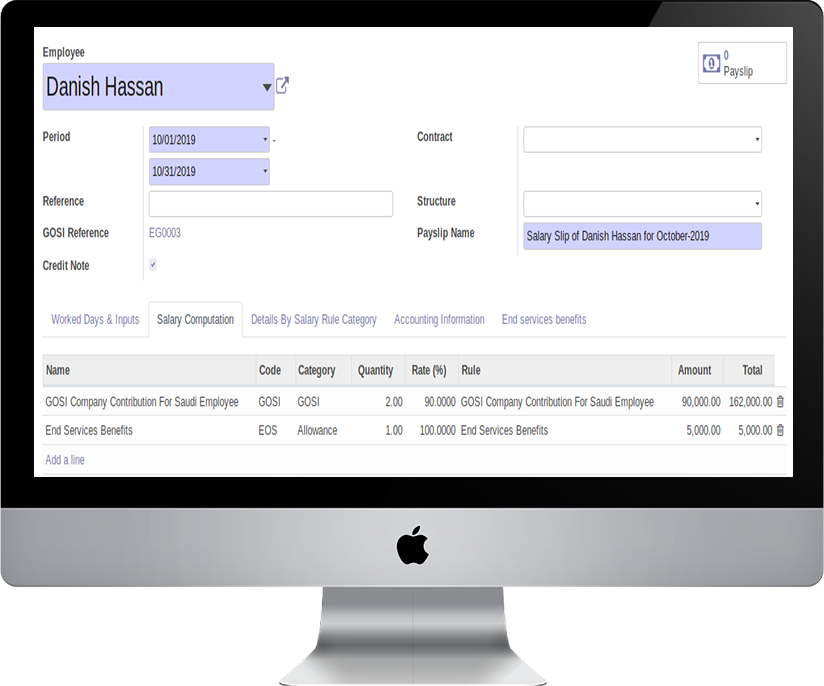 Employee
Danish Hassan
0
Payslip
Period
10/01/2019 -
10/31/2019
Contract
Reference
Structure
GOSI Reference
EG0003
Payslip Name
Salary Slip of Danish Hassan for October-2019
Credit Note
Worked Days & Inputs Salary Computation Details By Salary Rule Category Accounting Information End services benefits
Name Code Category Quantity Rate (%) Rule Amount Total
GOSI Company Contribution For Saudi Employee GOSI GOSI 2.00 90.0000 GOSI Company Contribution For Saudi Employee 90,000.00 162,000.00
End Services Benefits EOS Allowance 1.00 100.0000 End Services Benefits 5,000.00 5,000.00
Add a line